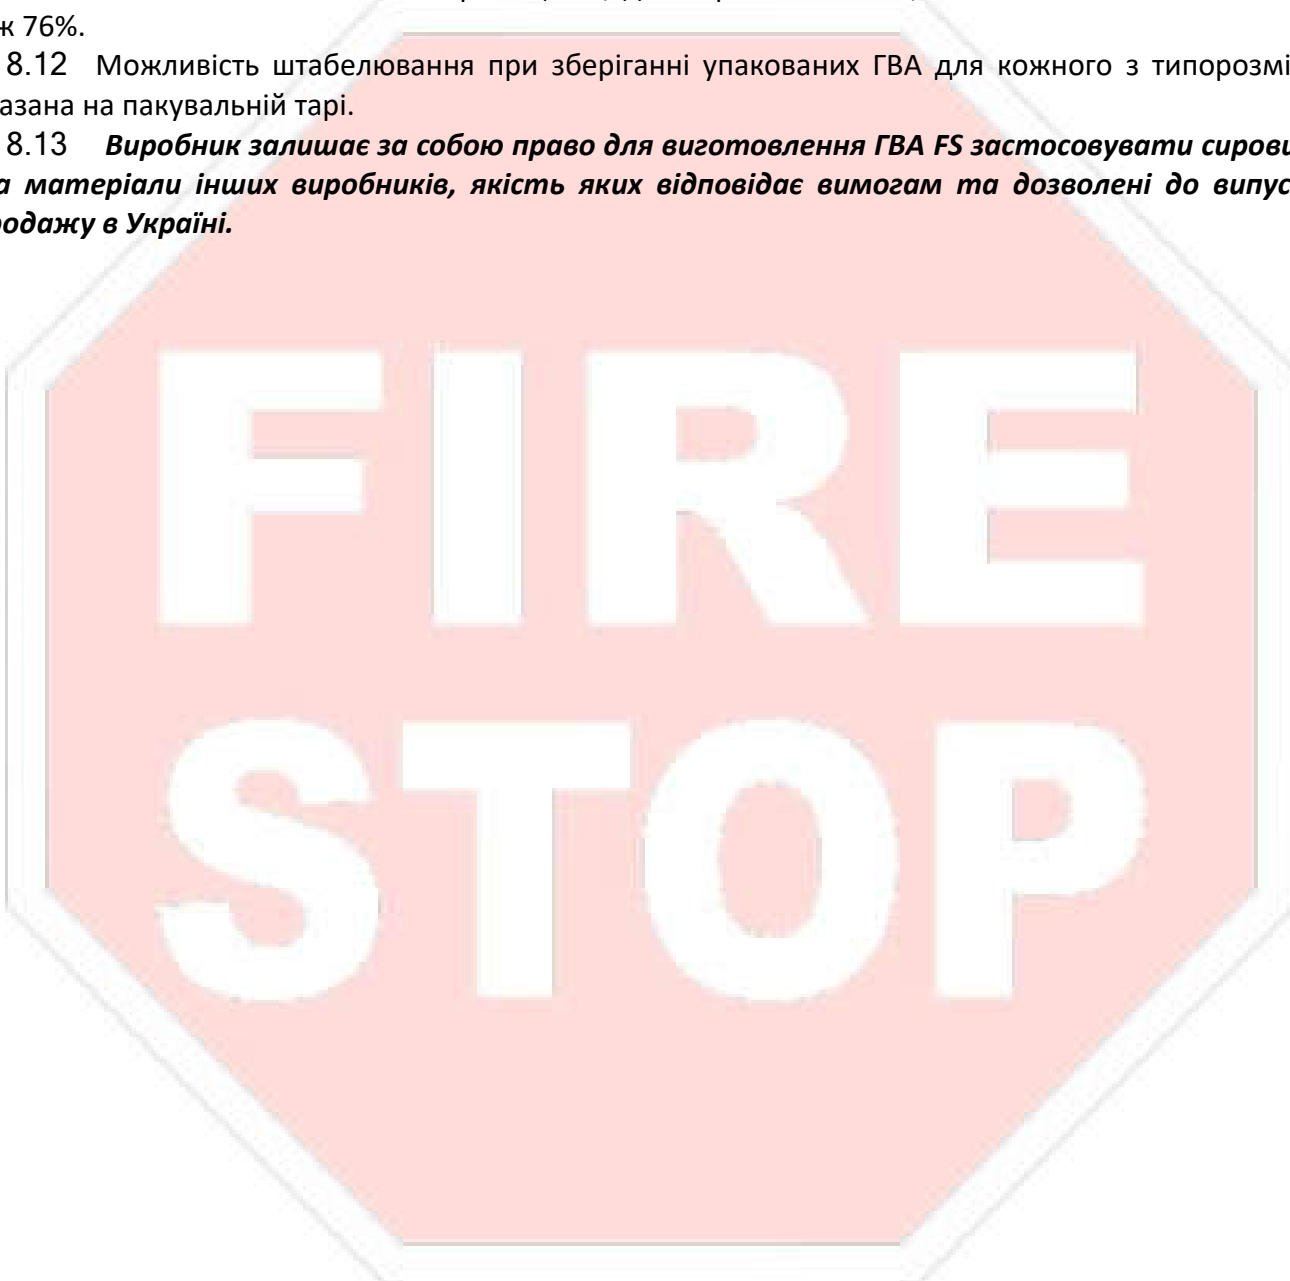 ж 76%.
8.12 Можливість штабелювання при зберіганні упакованих ГВА для кожного з типорозмі
азана на пакувальній тарі.
8.13 Виробник залишає за собою право для виготовлення ГВА FS застосовувати сирови
а матеріали інших виробників, якість яких відповідає вимогам та дозволені до випус
родажу в Україні.
FIRE
STOP